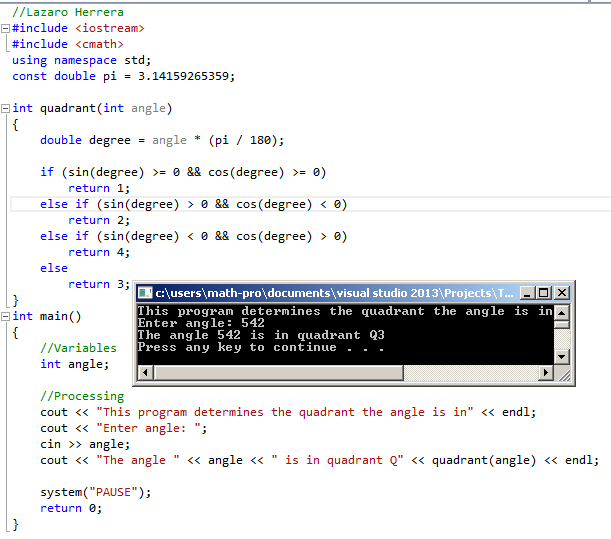 //Lazaro Herrera
#include <iostream>
#include <cmath>
using namespace std;
const double pi = 3.14159265359;
int quadrant(int angle)
{
double degree = angle * (pi / 180);
if (sin(degree) >= 0 && cos(degree) >= 0)
return 1;
else if (sin(degree) > 0 && cos(degree) < 0)
return 2;
else if (sin(degree) < 0 && cos(degree) > 0)
return 4;
else
return 3;
}
c:\users\math-pro\documents\visual studio 2013\Projects\T...
This program determines the quadrant the angle is in
Enter angle: 542
The angle 542 is in quadrant Q3
Press any key to continue . . .
int main()
{
//Variables
int angle;
//Processing
cout << "This program determines the quadrant the angle is in" << endl;
cout << "Enter angle: ";
cin >> angle;
cout << "The angle " << angle << " is in quadrant Q" << quadrant(angle) << endl;
system("PAUSE");
return 0;
}